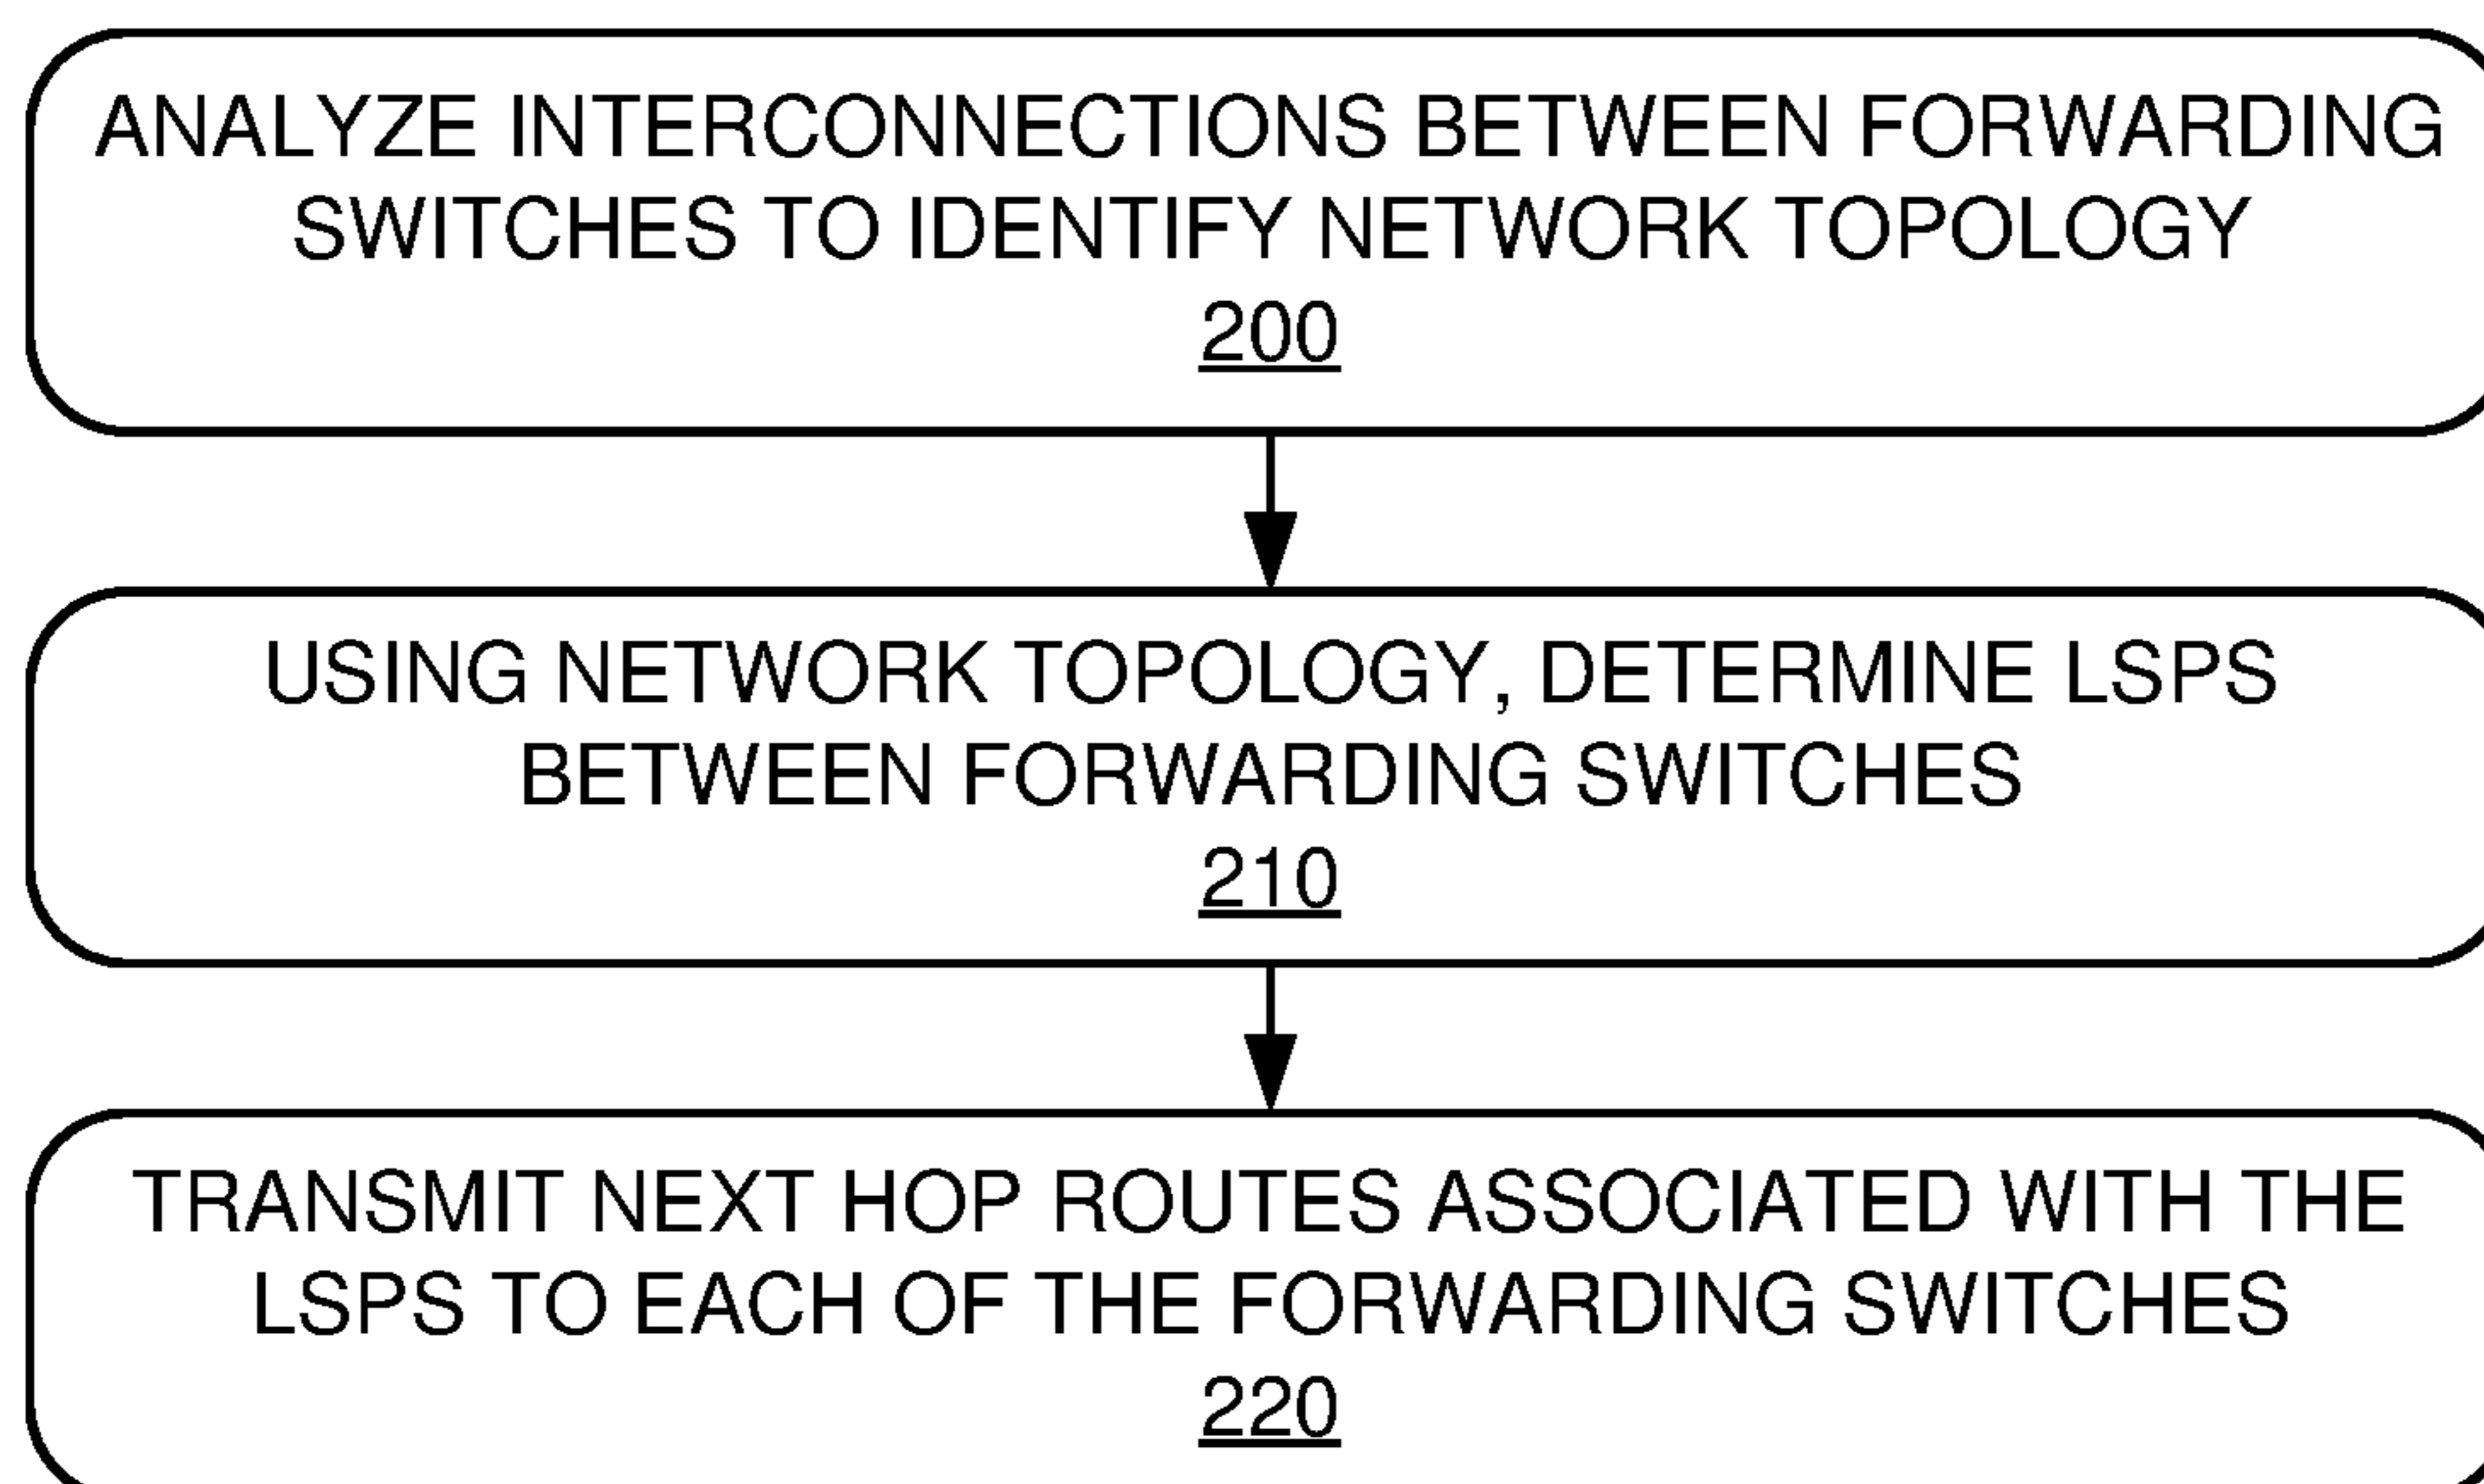 ANALYZE INTERCONNECTIONS BETWEEN FORWARDING
SWITCHES TO IDENTIFY NETWORK TOPOLOGY
200
USING NETWORK TOPOLOGY, DETERMINE LSPS
BETWEEN FORWARDING SWITCHES
210
TRANSMIT NEXT HOP ROUTES ASSOCIATED WITH THE
LSPS TO EACH OF THE FORWARDING SWITCHES
220